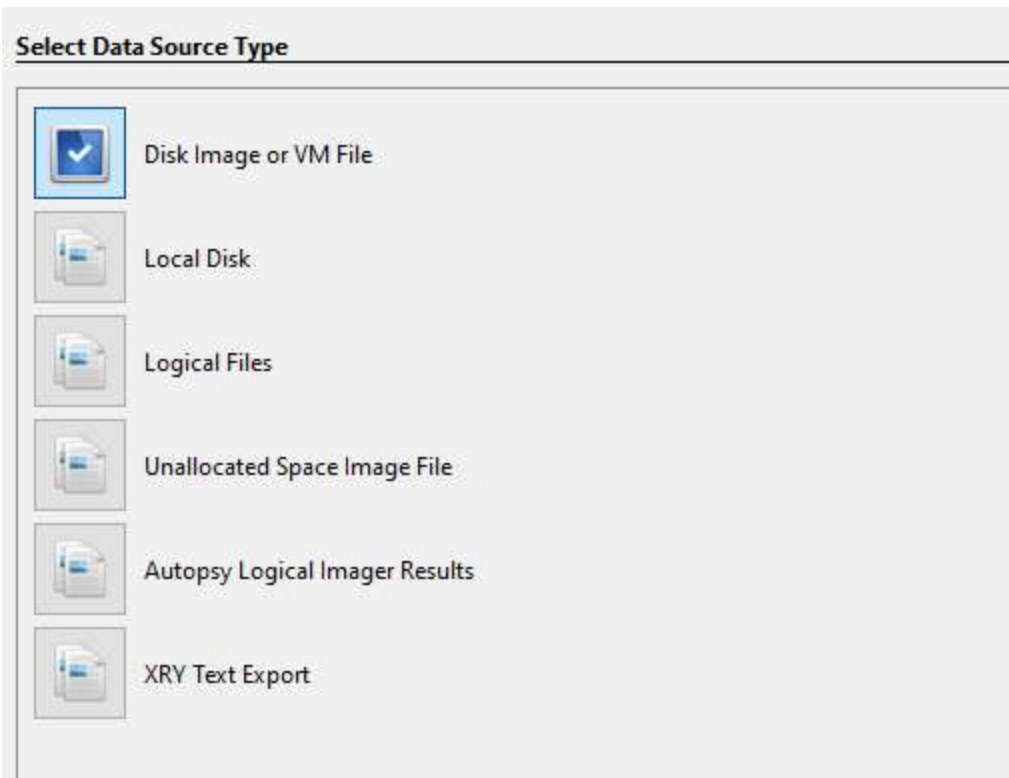 Select Data Source Type
Disk Image or VM File
Local Disk
Logical Files
Unallocated Space Image File
Autopsy Logical Imager Results
XRY Text Export